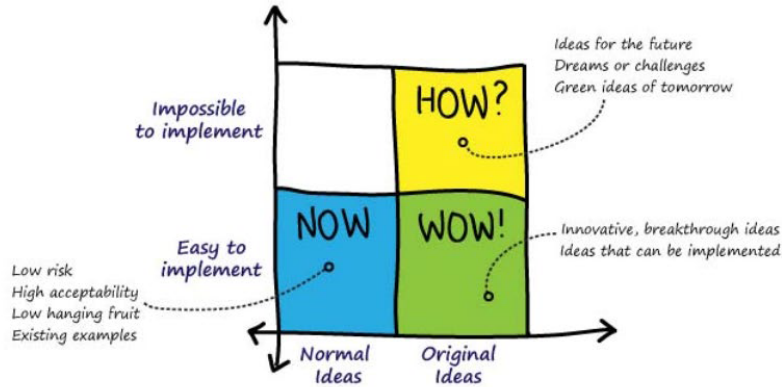 Ideas for the future
Dreams or challenges
Green ideas of tomorrow
Impossible
to implement
HOW?
NOW
WOW!
Innovative, breakthrough ideas
Ideas that can be implemented
Easy to
implement
Low risk
High acceptability
Low hanging fruit
Existing examples
Normal
Ideas
Original
Ideas